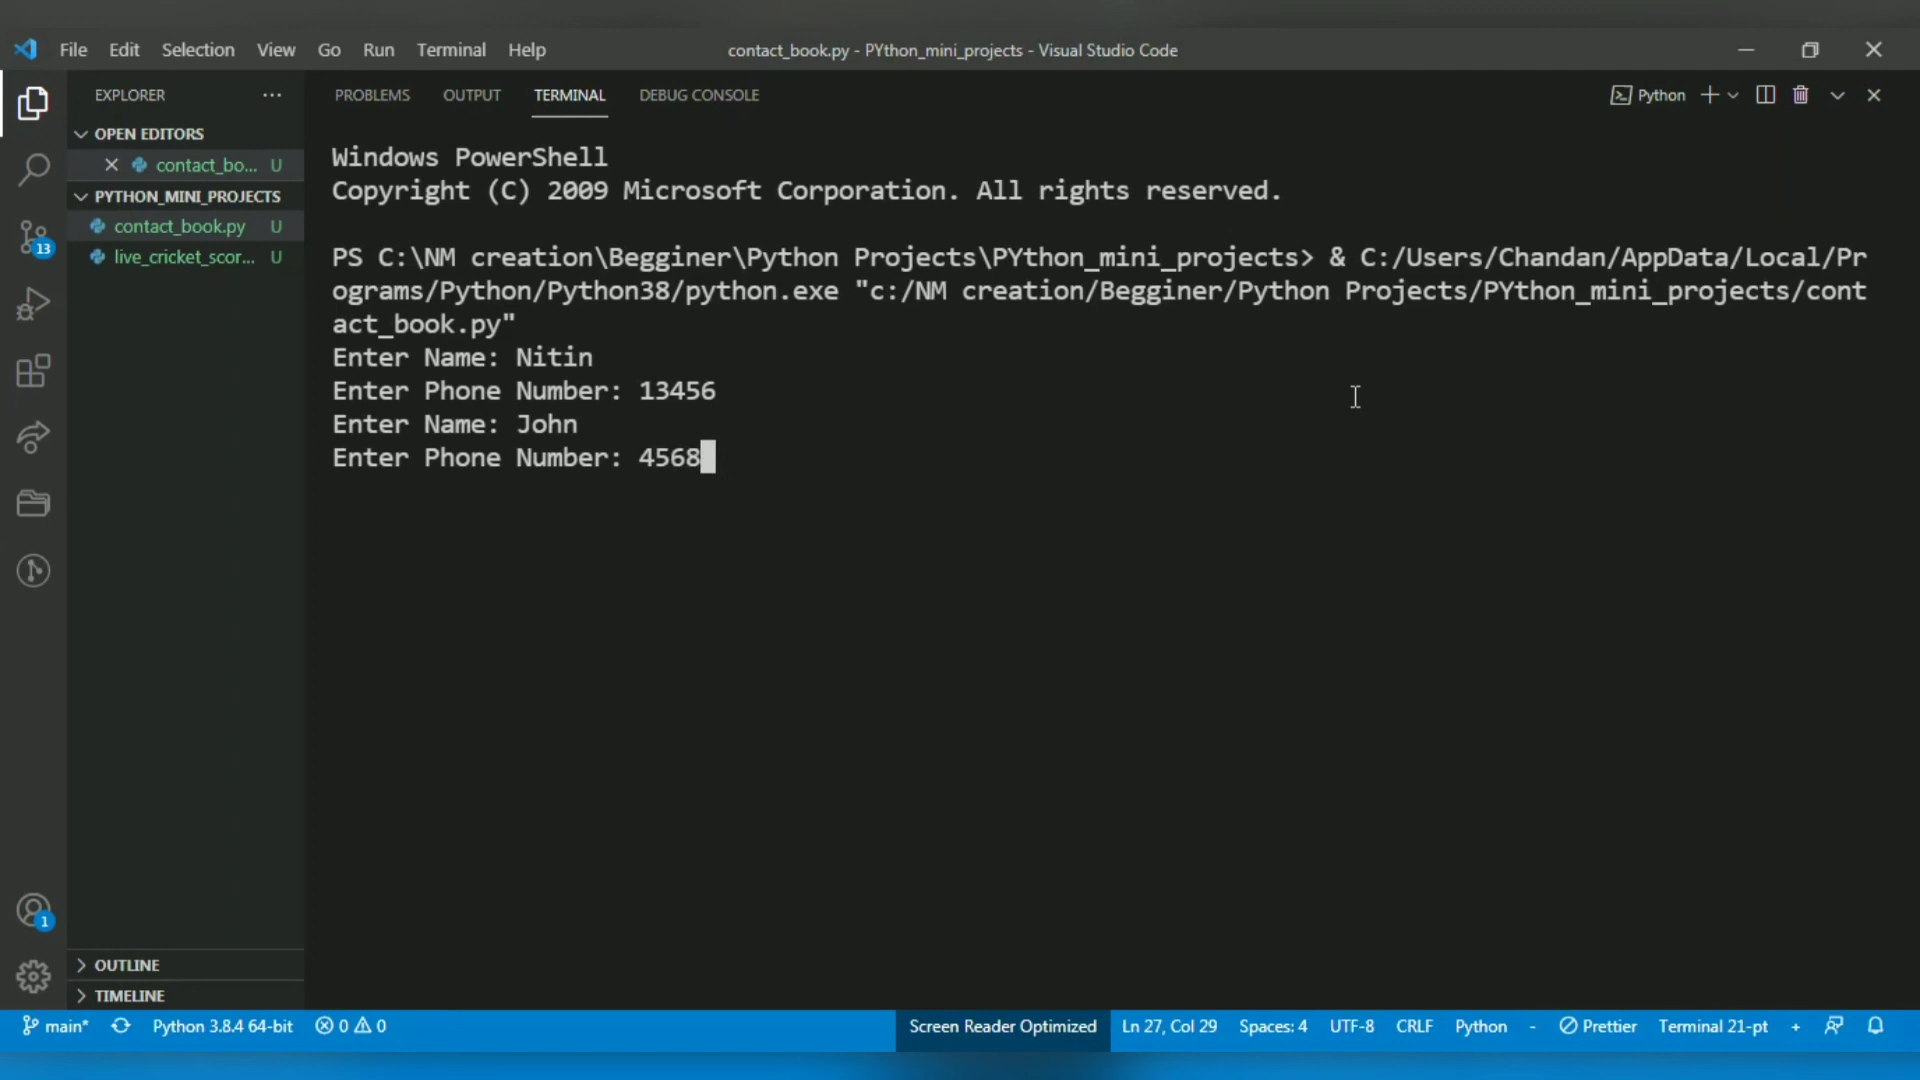 File Edit Selection View Go Run Terminal Help
contact_book.py - PYthon_mini_projects - Visual Studio Code
EXPLORER ...
PROBLEMS OUTPUT TERMINAL DEBUG CONSOLE
Python
OPEN EDITORS
contact_bo... U
PYTHON_MINI_PROJECTS
contact_book.py U
live_cricket_scor... U
13
1
OUTLINE
TIMELINE
Windows PowerShell
Copyright (C) 2009 Microsoft Corporation. All rights reserved.
PS C:\NM creation\Begginer\Python Projects\PYthon_mini_projects> & C:/Users/Chandan/AppData/Local/Pr
ograms/Python/Python38/python.exe "c:/NM creation/Begginer/Python Projects/PYthon_mini_projects/cont
act_book.py"
Enter Name: Nitin
Enter Phone Number: 13456
Enter Name: John
Enter Phone Number: 4568
main* Python 3.8.4 64-bit 0 0 Screen Reader Optimized Ln 27, Col 29 Spaces: 4 UTF-8 CRLF Python - Prettier Terminal 21-pt +